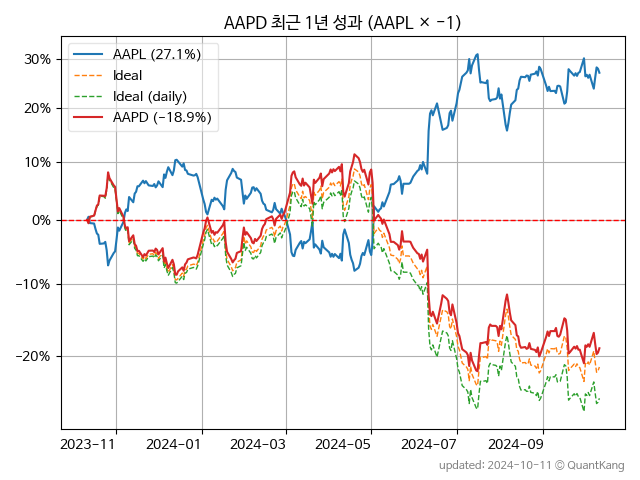 AAPD 최근 1년 성과 (AAPL × −1)
AAPL (27.1%)
Ideal
Ideal (daily)
AAPD (−18.9%)
30%
20%
10%
0%
−10%
−20%
2023−11 2024−01 2024−03 2024−05 2024−07 2024−09
updated: 2024-10-11 © QuantKang